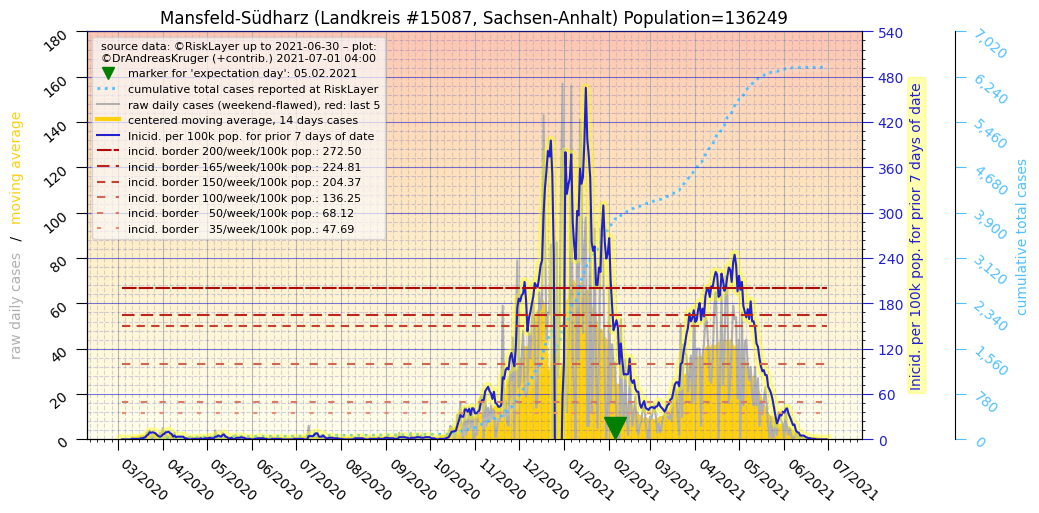 Mansfeld-Südharz (Landkreis #15087, Sachsen-Anhalt) Population=136249
source data: ©RiskLayer up to 2021-06-30 – plot:
©DrAndreasKruger (+contrib.) 2021-07-01 04:00
marker for 'expectation day': 05.02.2021
cumulative total cases reported at RiskLayer
raw daily cases (weekend-flawed), red: last 5
centered moving average, 14 days cases
Inicid. per 100k pop. for prior 7 days of date
incid. border 200/week/100k pop.: 272.50
incid. border 165/week/100k pop.: 224.81
incid. border 150/week/100k pop.: 204.37
incid. border 100/week/100k pop.: 136.25
incid. border 50/week/100k pop.: 68.12
incid. border 35/week/100k pop.: 47.69
raw daily cases / moving average
180
160
140
120
100
80
60
40
20
0
540
480
420
360
300
240
180
120
60
0
Inicid. per 100k pop. for prior 7 days of date
7,020
6,240
5,460
4,680
3,900
3,120
2,340
1,560
780
0
cumulative total cases
03/2020
04/2020
05/2020
06/2020
07/2020
08/2020
09/2020
10/2020
11/2020
12/2020
01/2021
02/2021
03/2021
04/2021
05/2021
06/2021
07/2021